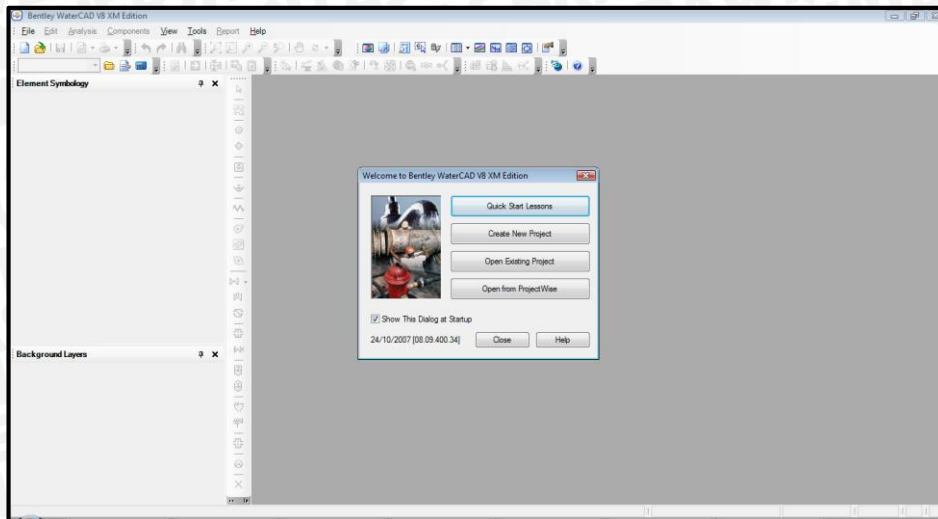 Bentley WaterCAD V8 XM Edition
File Edit Analysis Components View Tools Report Help
Element Symbology
Welcome to Bentley WaterCAD V8 XM Edition
Quick Start Lessons
Create New Project
Open Existing Project
Open from ProjectWise
Show This Dialog at Startup
24/10/2007 [08.09.400.34]
Close
Help
Background Layers